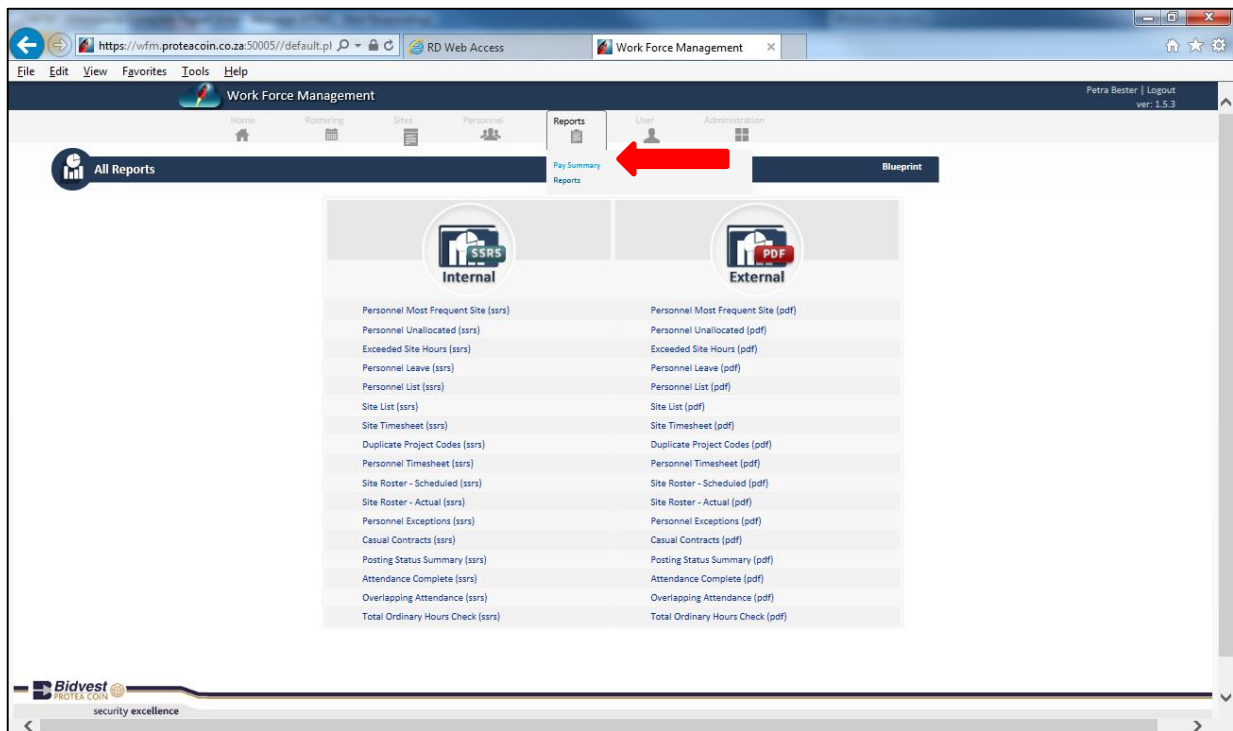 https://wfm.proteacoin.co.za:50005//default.pl
RD Web Access
Work Force Management
File Edit View Favorites Tools Help
Work Force Management
Petra Bester | Logout
ver: 1.5.3
Home Rostering Sites Personnel Reports User Administration
All Reports
Pay Summary
Reports
Blueprint
SSRS
Internal
PDF
External
Personnel Most Frequent Site (ssrs) Personnel Most Frequent Site (pdf)
Personnel Unallocated (ssrs) Personnel Unallocated (pdf)
Exceeded Site Hours (ssrs) Exceeded Site Hours (pdf)
Personnel Leave (ssrs) Personnel Leave (pdf)
Personnel List (ssrs) Personnel List (pdf)
Site List (ssrs) Site List (pdf)
Site Timesheet (ssrs) Site Timesheet (pdf)
Duplicate Project Codes (ssrs) Duplicate Project Codes (pdf)
Personnel Timesheet (ssrs) Personnel Timesheet (pdf)
Site Roster - Scheduled (ssrs) Site Roster - Scheduled (pdf)
Site Roster - Actual (ssrs) Site Roster - Actual (pdf)
Personnel Exceptions (ssrs) Personnel Exceptions (pdf)
Casual Contracts (ssrs) Casual Contracts (pdf)
Posting Status Summary (ssrs) Posting Status Summary (pdf)
Attendance Complete (ssrs) Attendance Complete (pdf)
Overlapping Attendance (ssrs) Overlapping Attendance (pdf)
Total Ordinary Hours Check (ssrs) Total Ordinary Hours Check (pdf)
Bidvest
PROTEA COIN
security excellence